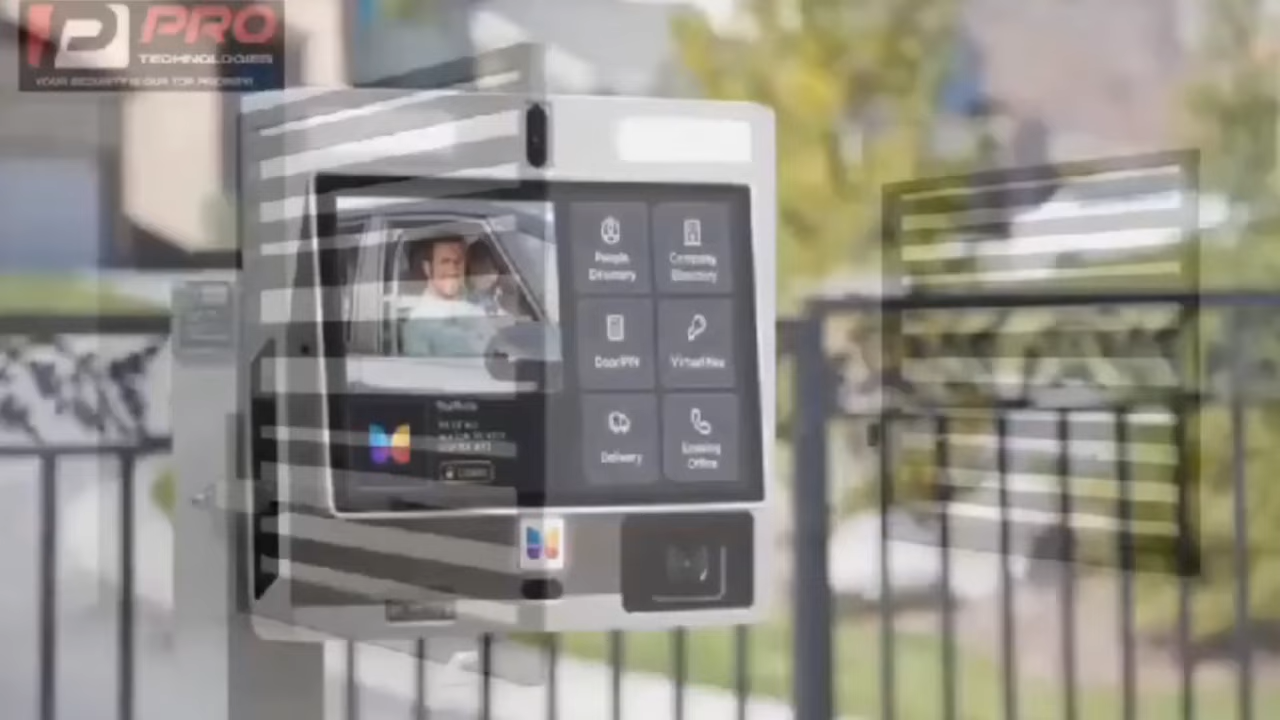 PRO
TECHNOLOGIES
YOUR SECURITY IS OUR TOP PRIORITY
People
Directory
Company
Directory
Door PIN
Virtual Key
Delivery
Leasing
Office